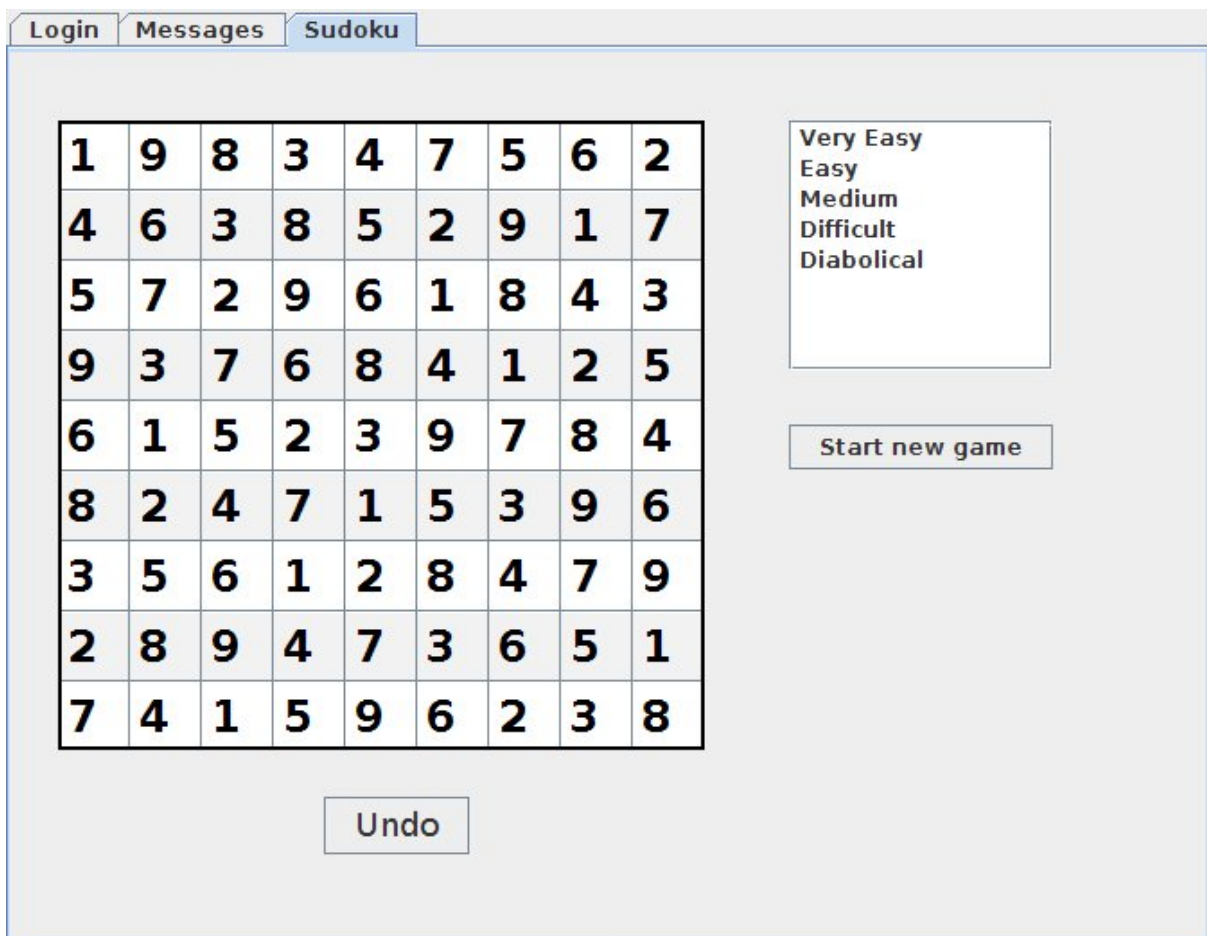 Login Messages Sudoku
1 9 8 3 4 7 5 6 2
4 6 3 8 5 2 9 1 7
5 7 2 9 6 1 8 4 3
9 3 7 6 8 4 1 2 5
6 1 5 2 3 9 7 8 4
8 2 4 7 1 5 3 9 6
3 5 6 1 2 8 4 7 9
2 8 9 4 7 3 6 5 1
7 4 1 5 9 6 2 3 8
Undo
Very Easy
Easy
Medium
Difficult
Diabolical
Start new game